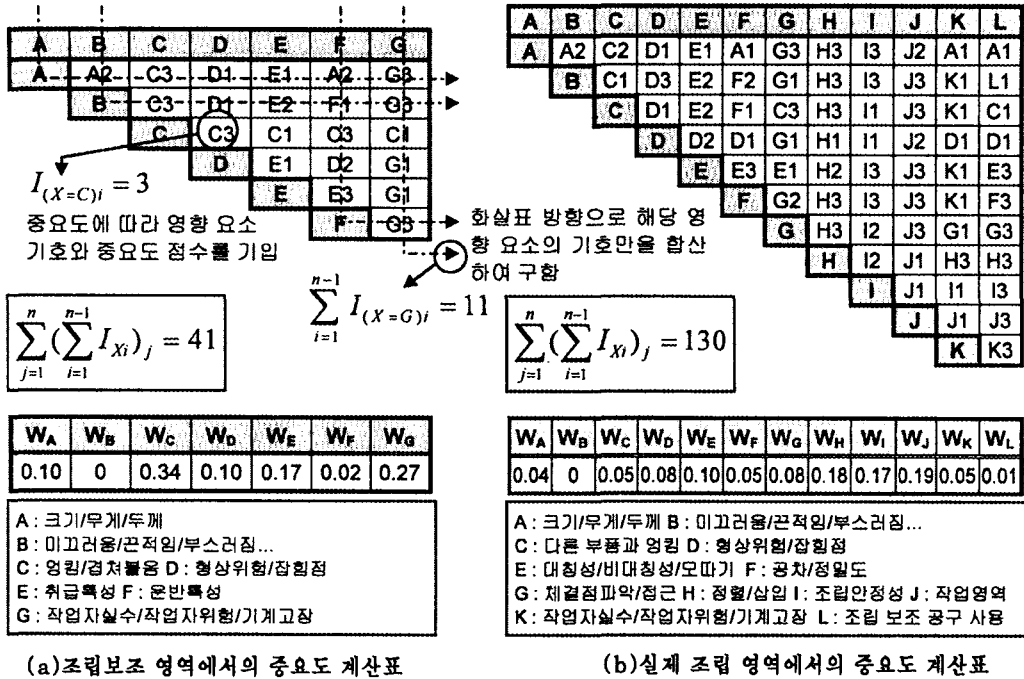 A B C D E F G
A A2 C3 D1 E1 A2 G3
B C3 D1 E2 F1 G3
C C3 C1 C3 C1
D E1 D2 G1
E E3 G1
F G3
I(X=C)i = 3
중요도에 따라 영향 요소
기호와 중요도 점수를 기입
화살표 방향으로 해당 영
향 요소의 기호만을 합산
하여 구함
n-1
∑ I(X=G)i = 11
i=1
n n-1
∑ (∑ I Xi) j = 41
j=1 i=1
WA WB WC WD WE WF WG
0.10 0 0.34 0.10 0.17 0.02 0.27
A : 크기/무게/두께
B : 미끄러움/끈적임/부스러짐...
C : 엉킴/겹쳐붙음 D : 형상위험/잡힘점
E : 취급특성 F : 운반특성
G : 작업자실수/작업자위험/기계고장
(a)조립보조 영역에서의 중요도 계산표
A B C D E F G H I J K L
A A2 C2 D1 E1 A1 G3 H3 I3 J2 A1 A1
B C1 D3 E2 F2 G1 H3 I3 J3 K1 L1
C D1 E2 F1 C3 H3 I1 J3 K1 C1
D D2 D1 G1 H1 I1 J2 D1 D1
E E3 E1 H2 I3 J3 K1 E3
F G2 H3 I3 J3 K1 F3
G H3 I2 J3 G1 G3
H I2 J1 H3 H3
I J1 I1 I3
J J1 J3
K K3
n n-1
∑ (∑ I Xi) j = 130
j=1 i=1
WA WB WC WD WE WF WG WH WI WJ WK WL
0.04 0 0.05 0.08 0.10 0.05 0.08 0.18 0.17 0.19 0.05 0.01
A : 크기/무게/두께 B : 미끄러움/끈적임/부스러짐...
C : 다른 부품과 엉킴 D : 형상위험/잡힘점
E : 대칭성/비대칭성/모따기 F : 공차/정밀도
G : 체결점파악/접근 H : 정렬/삽입 I : 조립안정성 J : 작업영역
K : 작업자실수/작업자위험/기계고장 L : 조립 보조 공구 사용
(b)실제 조립 영역에서의 중요도 계산표